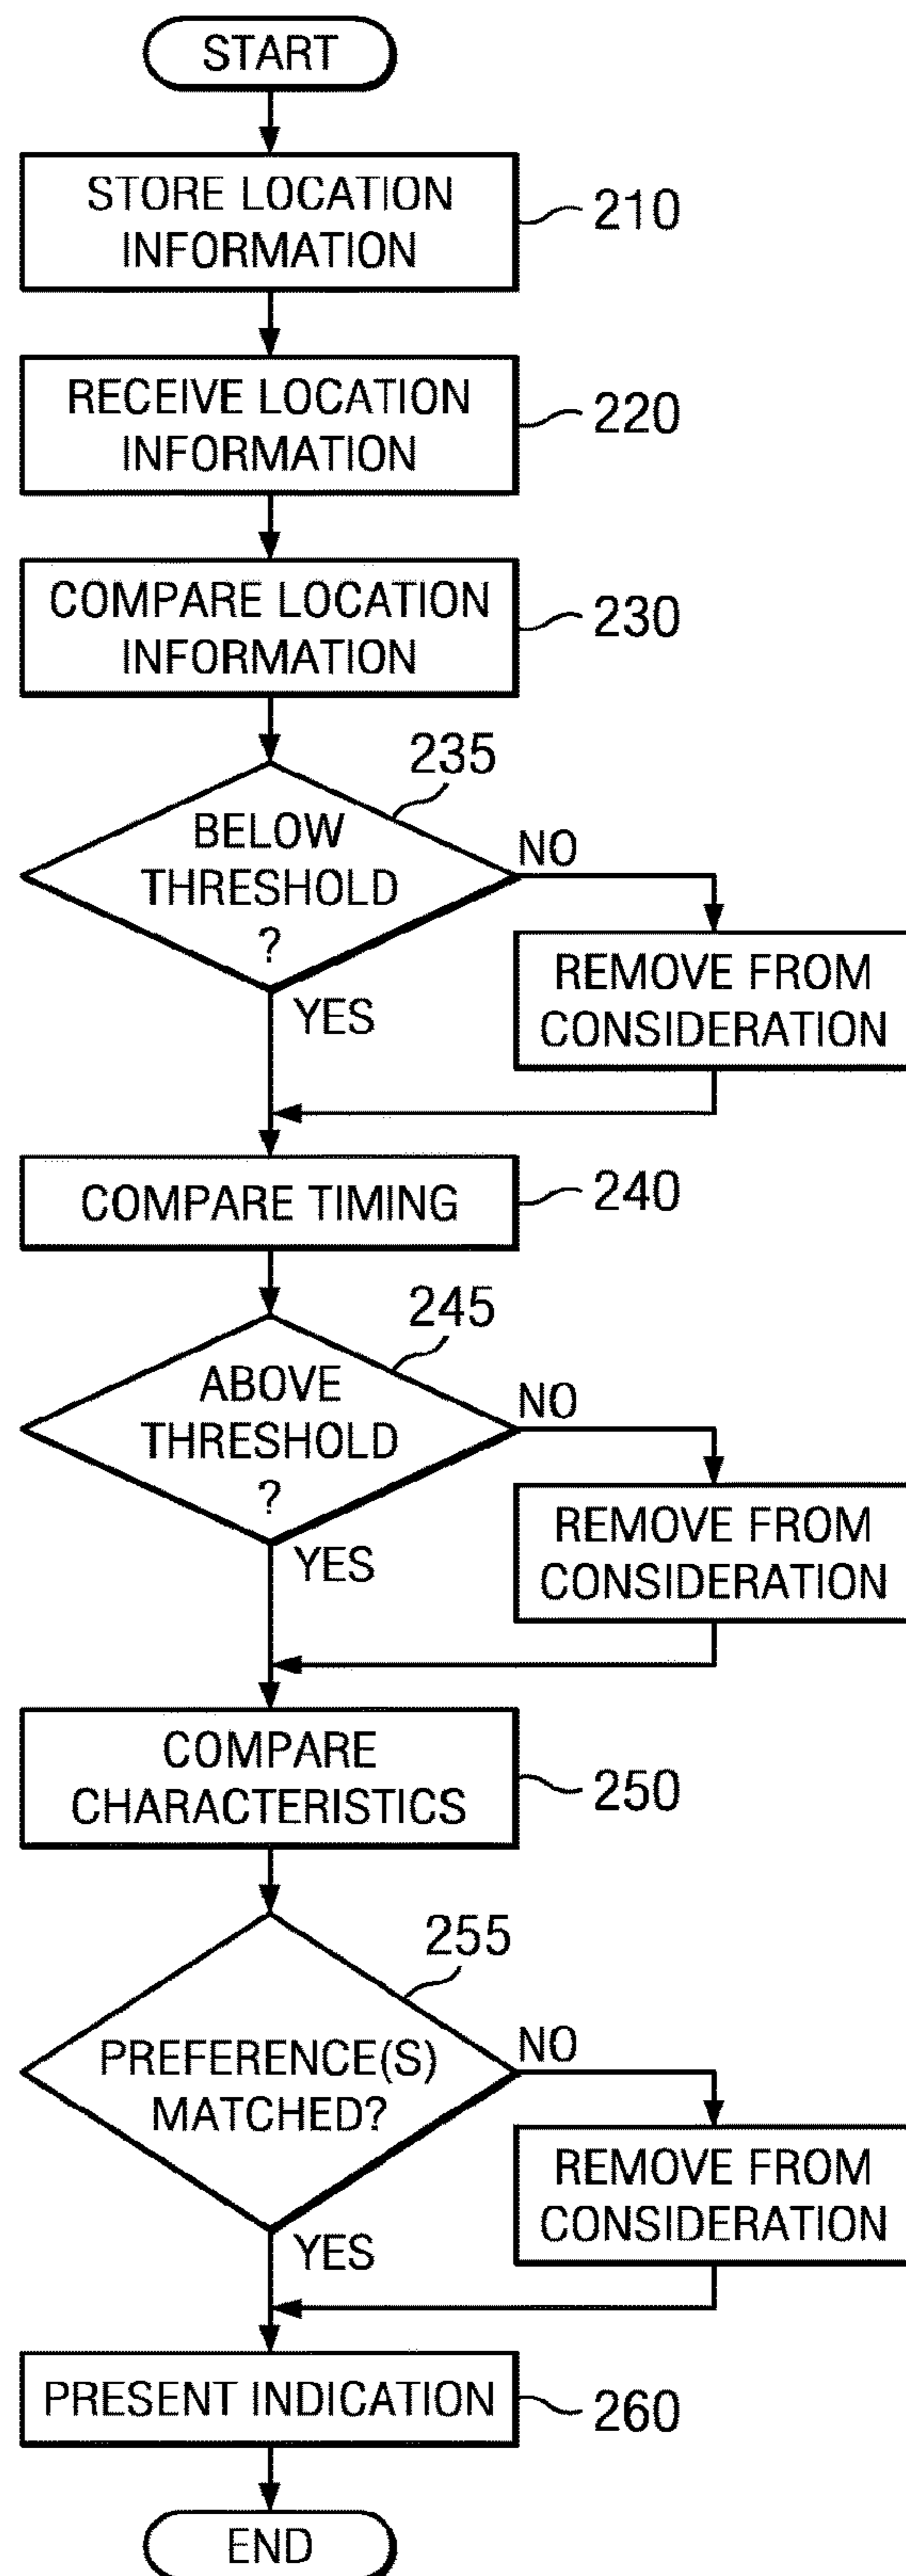 START
STORE LOCATION
INFORMATION
210
RECEIVE LOCATION
INFORMATION
220
COMPARE LOCATION
INFORMATION
230
235
BELOW
THRESHOLD
?
NO
YES
REMOVE FROM
CONSIDERATION
COMPARE TIMING
240
245
ABOVE
THRESHOLD
?
NO
YES
REMOVE FROM
CONSIDERATION
COMPARE
CHARACTERISTICS
250
255
PREFERENCE(S)
MATCHED?
NO
YES
REMOVE FROM
CONSIDERATION
PRESENT INDICATION
260
END